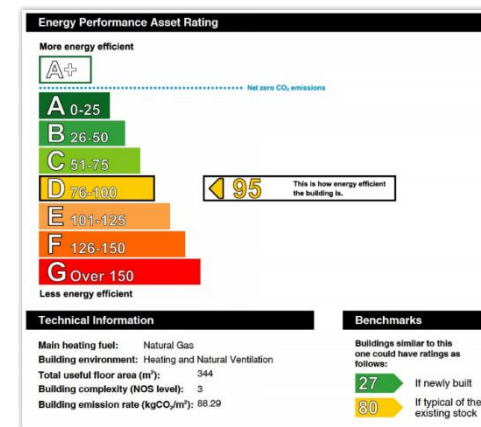 Energy Performance Asset Rating
More energy efficient
A+
Net zero CO₂ emissions
A 0-25
B 26-50
C 51-75
D 76-100
95
This is how energy efficient
the building is.
E 101-125
F 126-150
G Over 150
Less energy efficient
Technical Information
Main heating fuel: Natural Gas
Building environment: Heating and Natural Ventilation
Total useful floor area (m²): 344
Building complexity (NOS level): 3
Building emission rate (kgCO₂/m²): 88.29
Benchmarks
Buildings similar to this
one could have ratings as
follows:
27 If newly built
80 If typical of the
existing stock